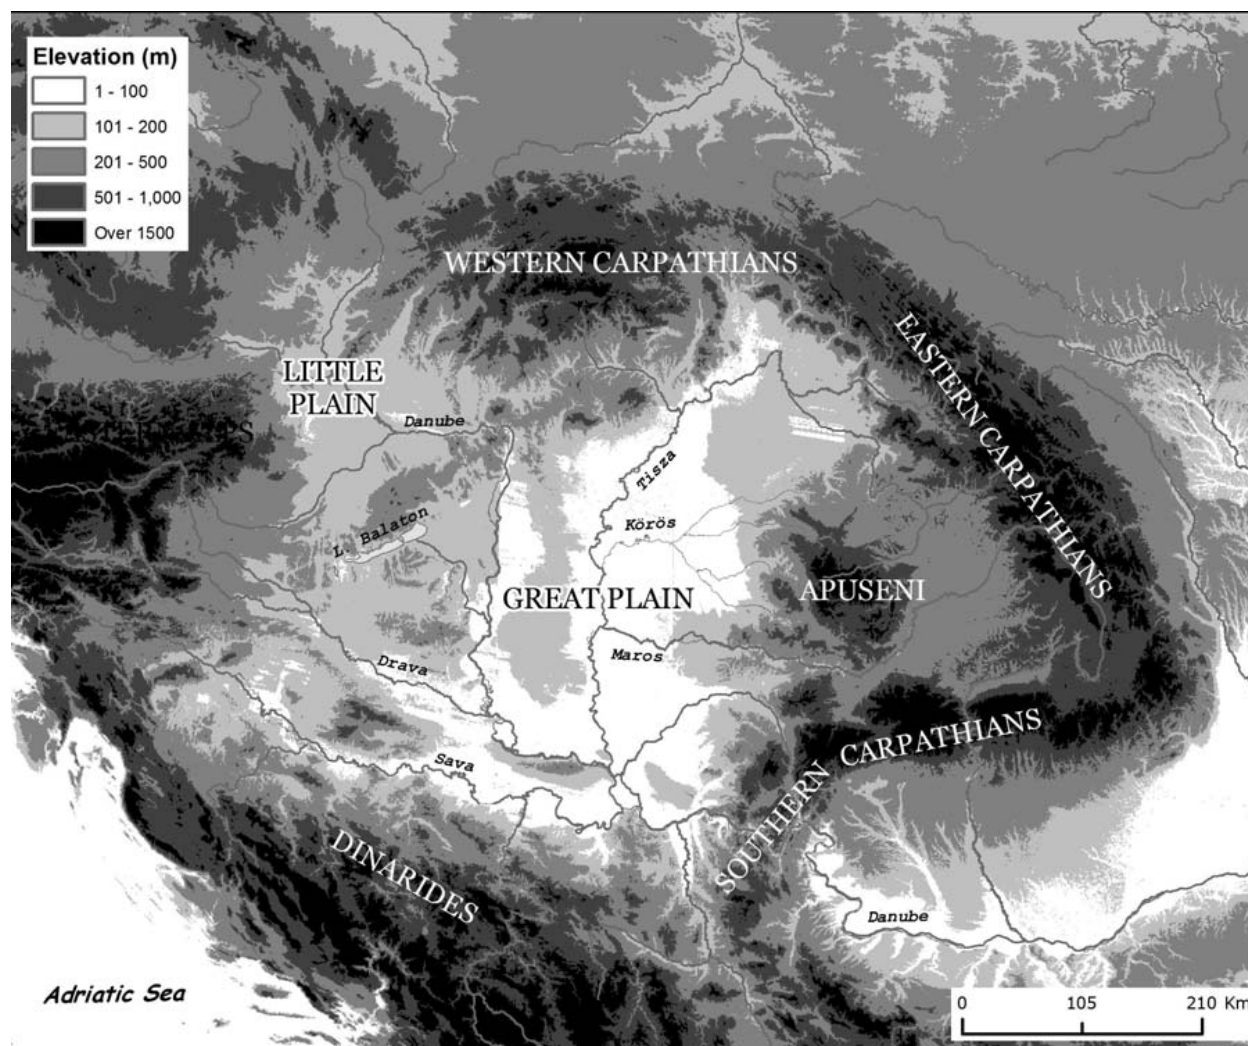 Elevation (m)
1 - 100
101 - 200
201 - 500
501 - 1,000
Over 1500
WESTERN CARPATHIANS
EASTERN CARPATHIANS
LITTLE
PLAIN
Danube
Tisza
L. Balaton
Körös
GREAT PLAIN
APUSENI
Maros
Drava
SOUTHERN CARPATHIANS
Sava
DINARIDES
Danube
Adriatic Sea
0 105 210 Km